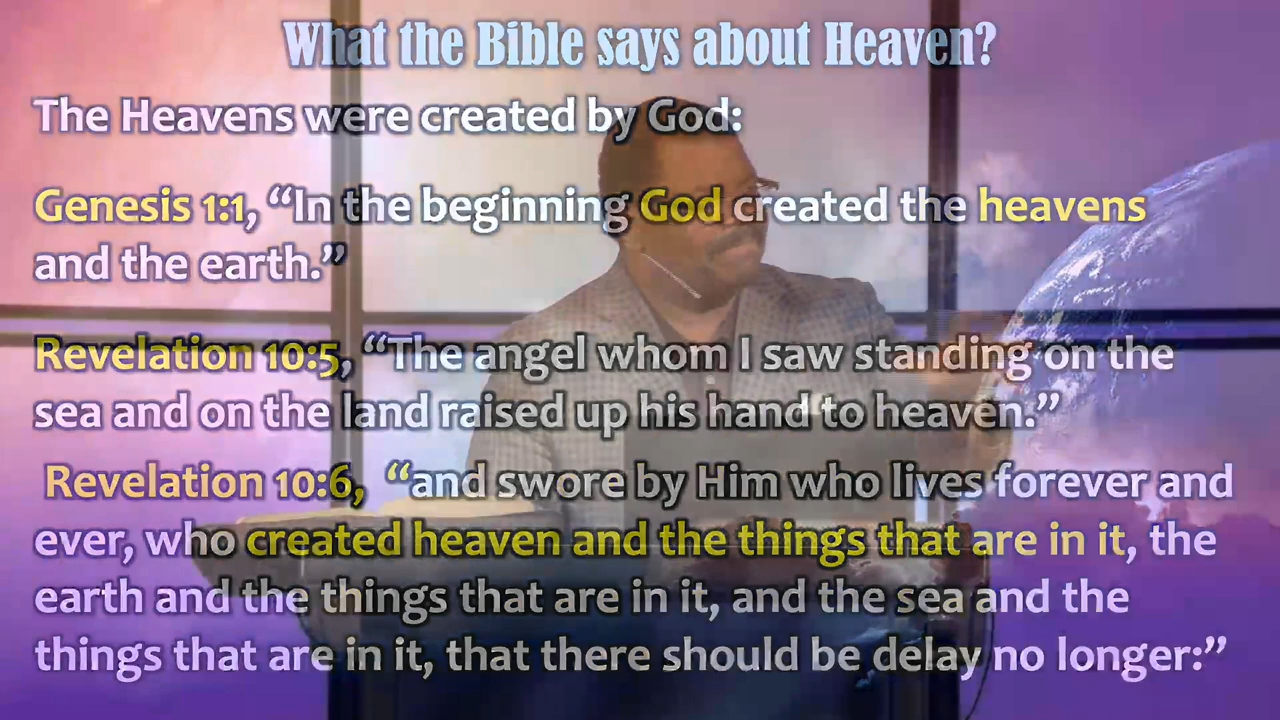 What the Bible says about Heaven?
The Heavens were created by God:
Genesis 1:1, “In the beginning God created the heavens
and the earth.”
Revelation 10:5, “The angel whom I saw standing on the
sea and on the land raised up his hand to heaven.”
Revelation 10:6, “and swore by Him who lives forever and
ever, who created heaven and the things that are in it, the
earth and the things that are in it, and the sea and the
things that are in it, that there should be delay no longer:”